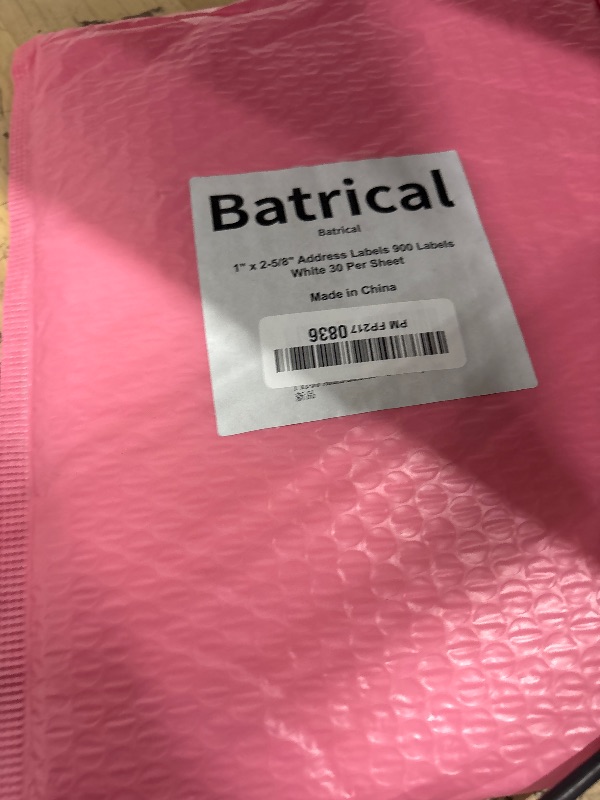 Batrical
Batrical
1" x 2-5/8" Address Labels 900 Labels
White 30 Per Sheet
Made in China
PM FP217 0836